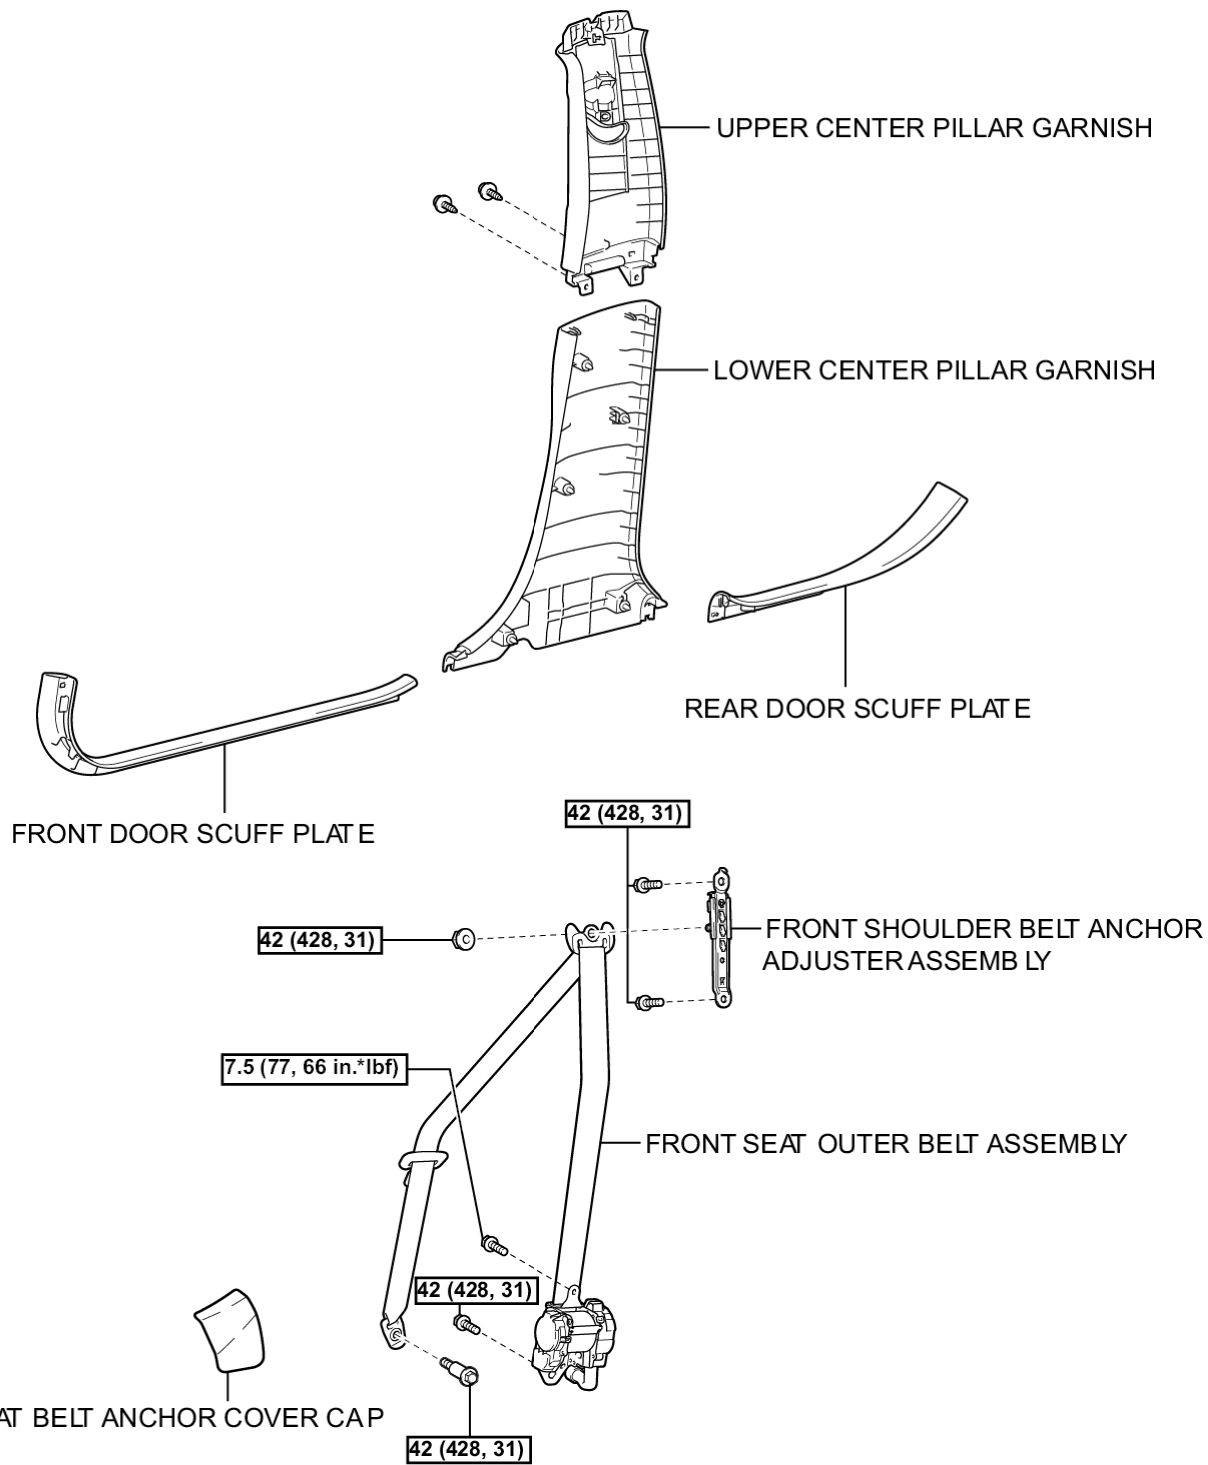 UPPER CENTER PILLAR GARNISH
LOWER CENTER PILLAR GARNISH
REAR DOOR SCUFF PLATE
FRONT DOOR SCUFF PLATE
42 (428, 31)
42 (428, 31)
FRONT SHOULDER BELT ANCHOR
ADJUSTER ASSEMBLY
7.5 (77, 66 in.*lbf)
FRONT SEAT OUTER BELT ASSEMBLY
42 (428, 31)
AT BELT ANCHOR COVER CAP
42 (428, 31)